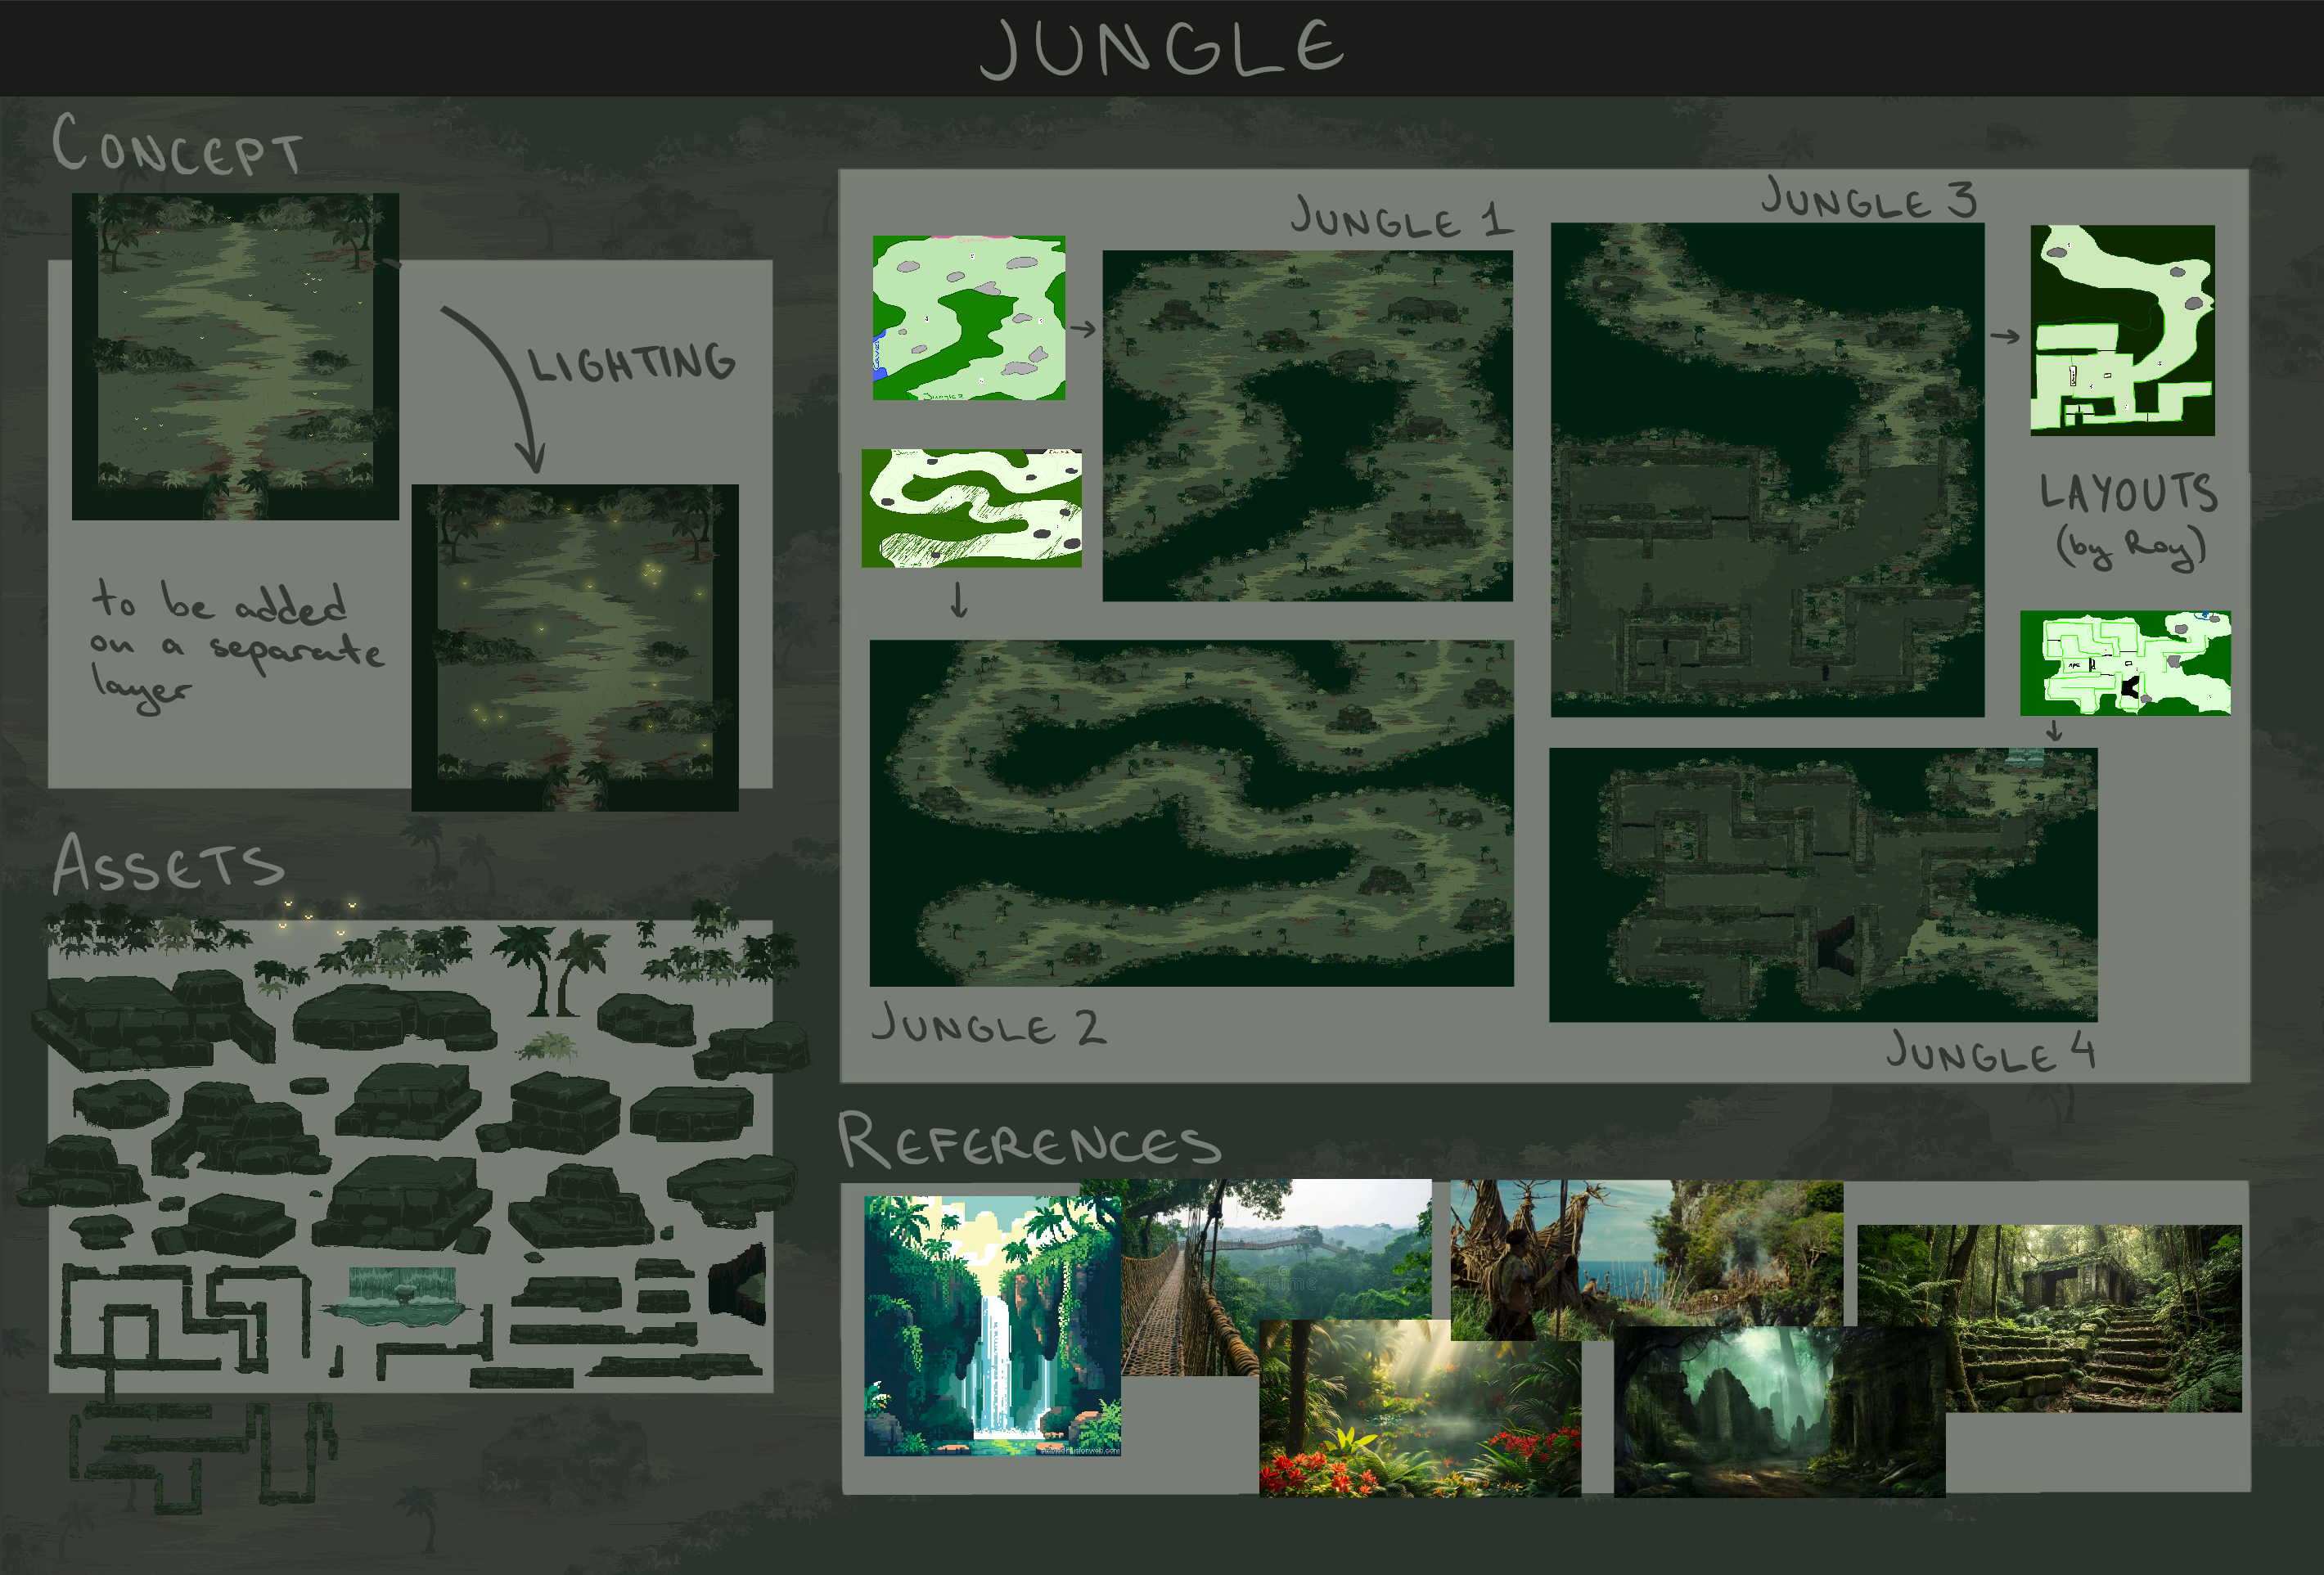 JUNGLE
CONCEPT
LIGHTING
to be added
on a separate
layer
ASSETS
JUNGLE 1
JUNGLE 3
LAYOUTS
(by Roy)
JUNGLE 2
JUNGLE 4
REFERENCES